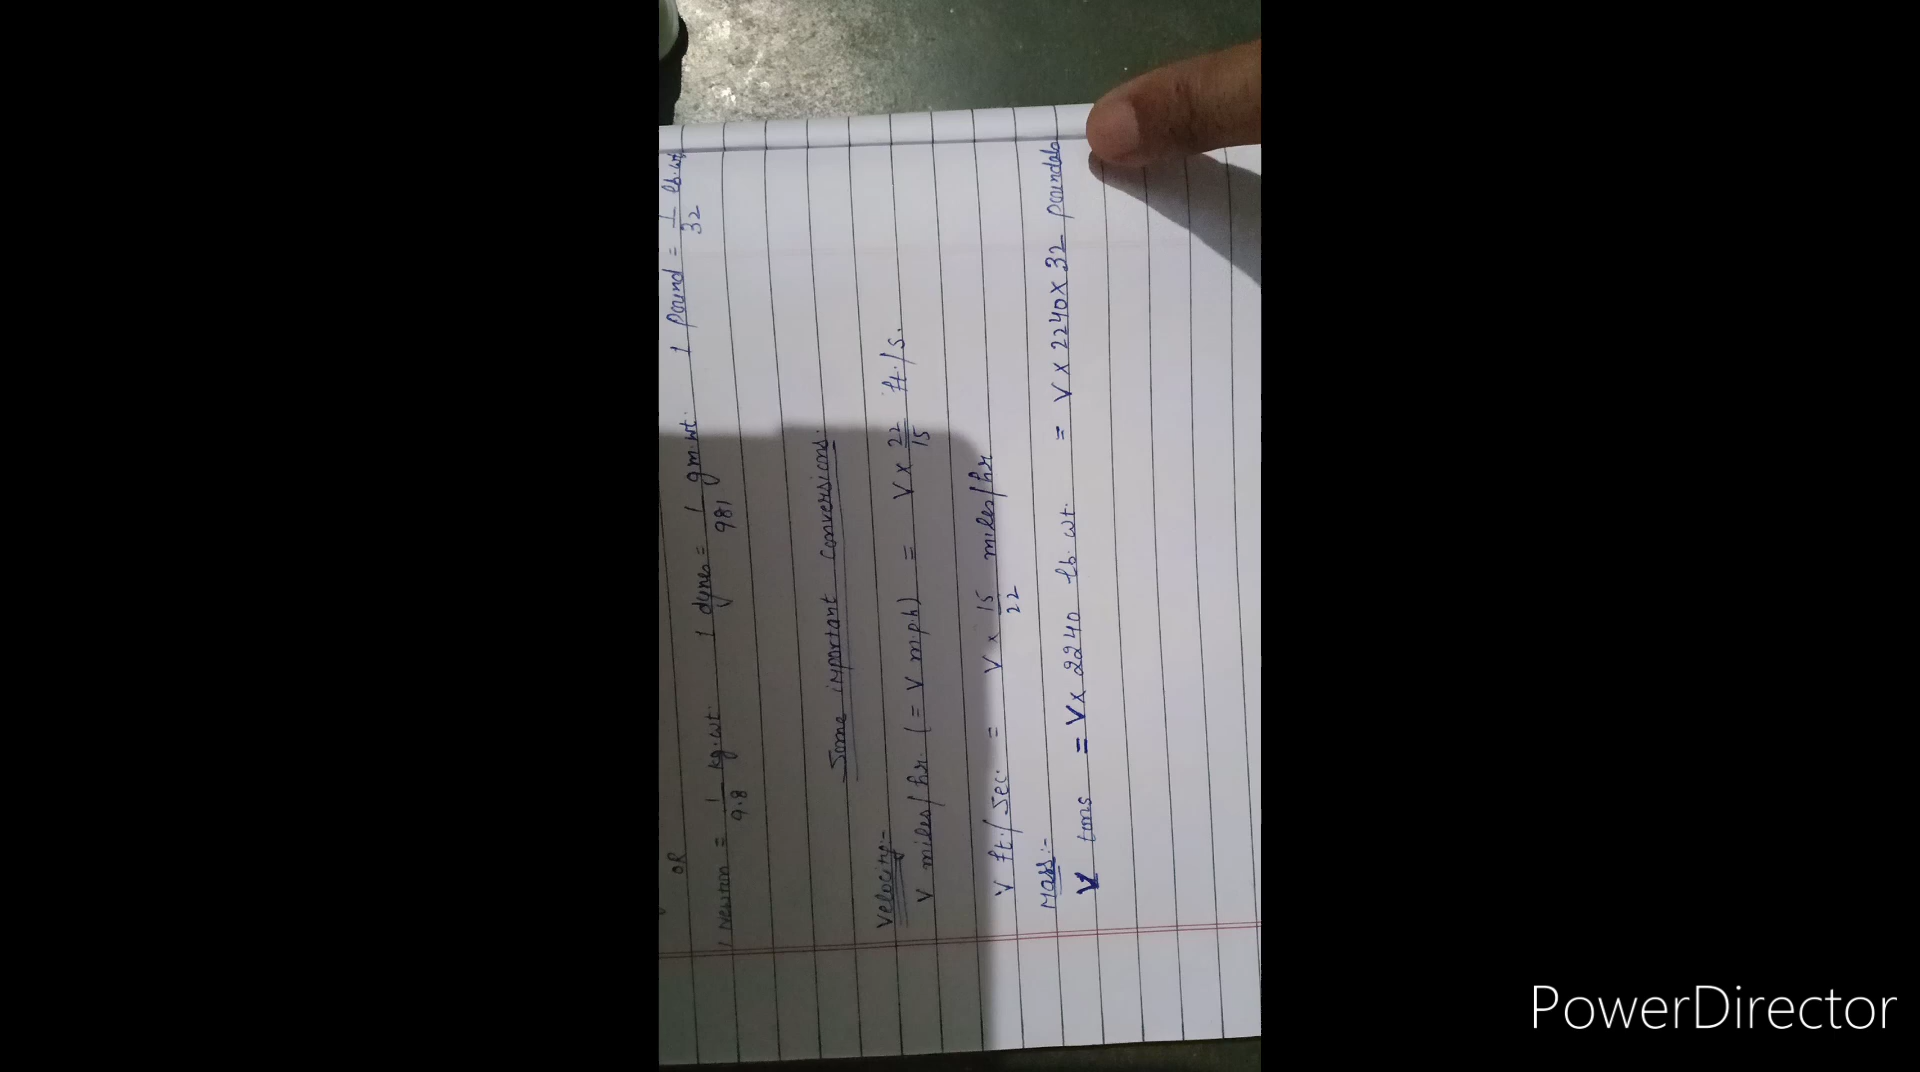 OR
1 Newton = 1/9.8 kg.wt. 1 dynes = 1/981 gm.wt. 1 pound = 1/32 lb.wt.
Some important conversions:
Velocity:-
V miles/hr. (= V m.p.h) = V x 22/15 ft./s.
V ft./sec. = V x 15/22 miles/hr
Mass:-
V tons = V x 2240 lb.wt. = V x 2240 x 32 poundals
PowerDirector